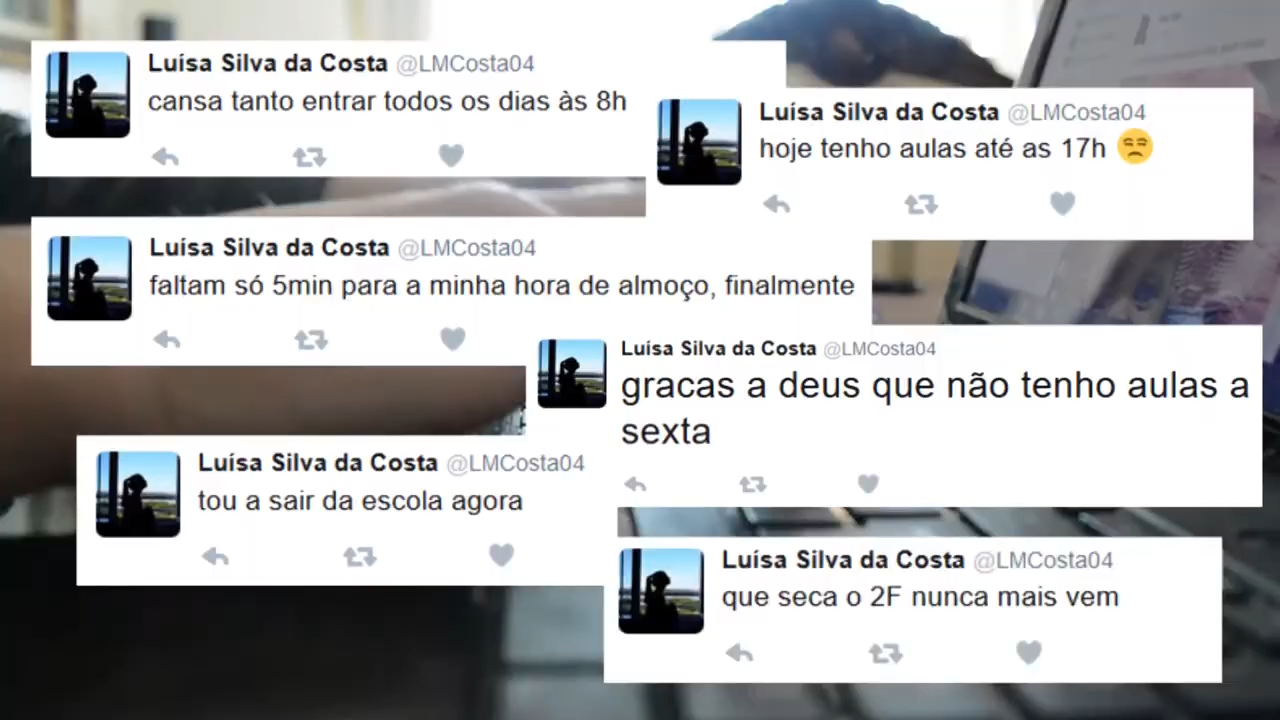 Luísa Silva da Costa @LMCosta04
cansa tanto entrar todos os dias às 8h
Luísa Silva da Costa @LMCosta04
hoje tenho aulas até as 17h 😒
Luísa Silva da Costa @LMCosta04
faltam só 5min para a minha hora de almoço, finalmente
Luísa Silva da Costa @LMCosta04
gracas a deus que não tenho aulas a
sexta
Luísa Silva da Costa @LMCosta04
tou a sair da escola agora
Luísa Silva da Costa @LMCosta04
que seca o 2F nunca mais vem